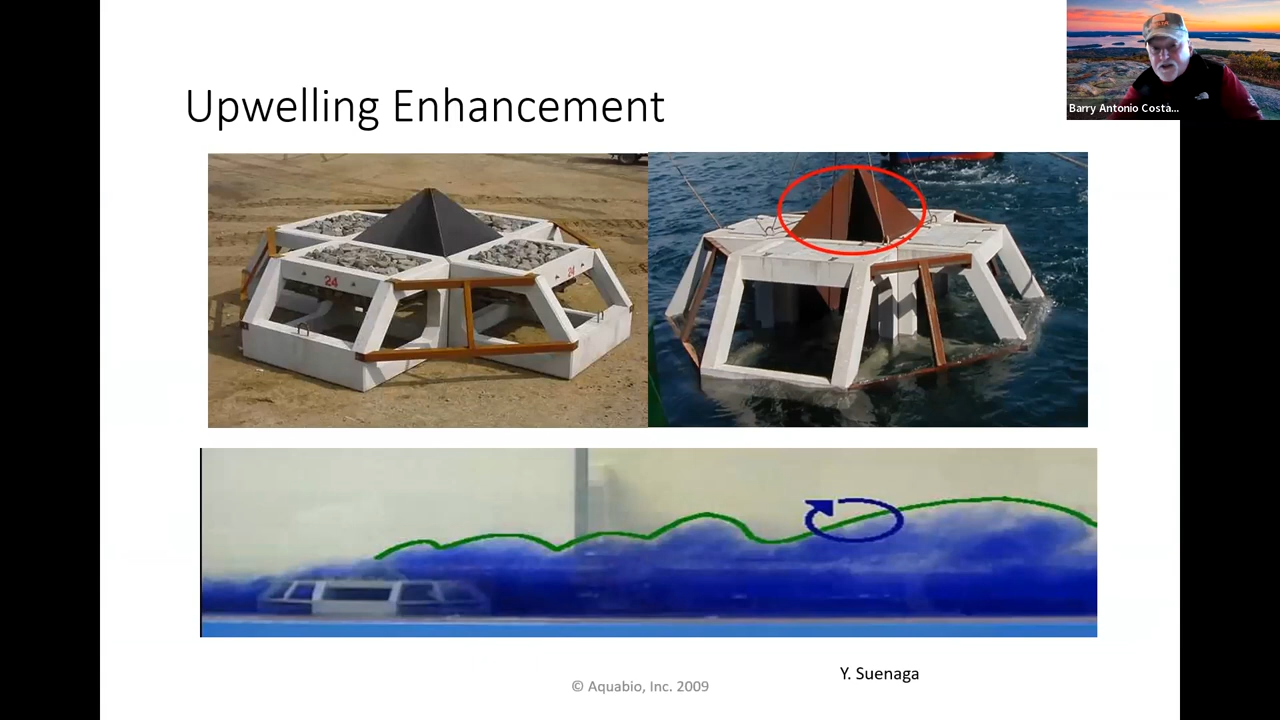 Barry Antonio Costa...
Upwelling Enhancement
24
24
Y. Suenaga
© Aquabio, Inc. 2009